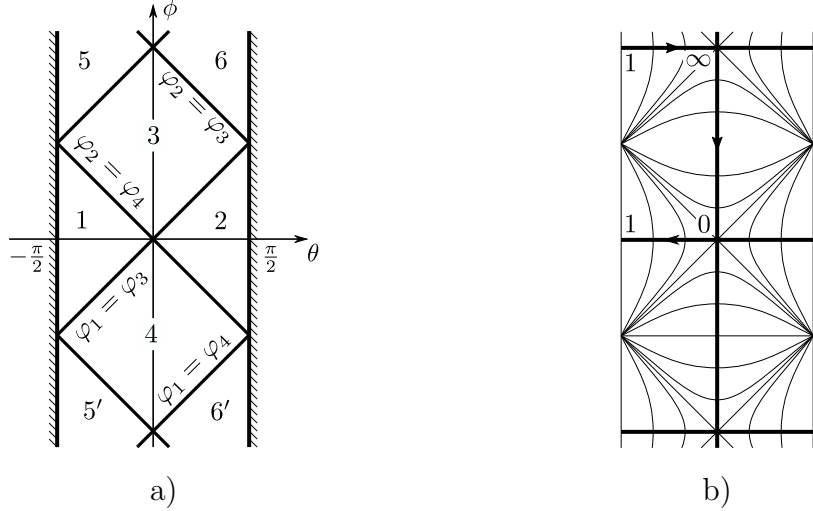 ϕ
5
6
φ₂ = φ₃
3
φ₂ = φ₄
1
2
−π/2
π/2
θ
φ₁ = φ₃
4
φ₁ = φ₄
5′
6′
a)
1
∞
1
0
b)